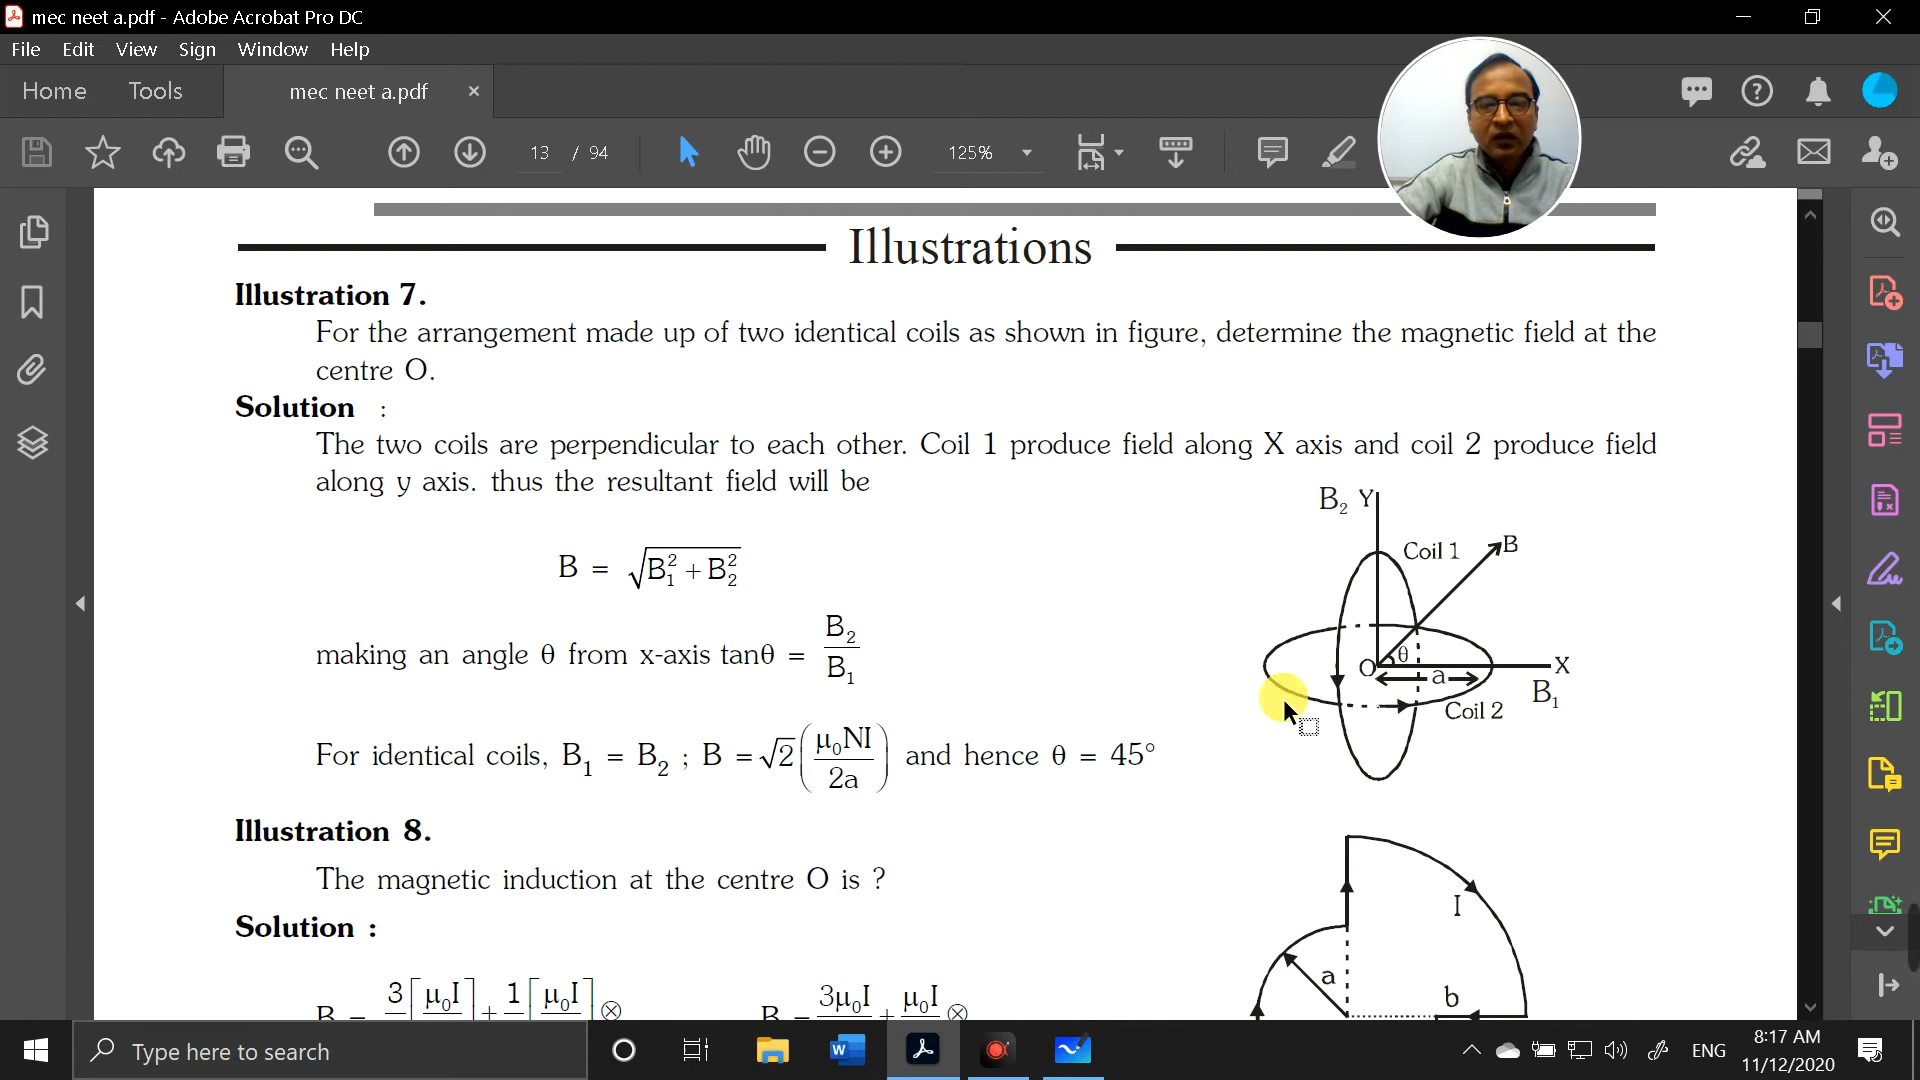 mec neet a.pdf - Adobe Acrobat Pro DC
File Edit View Sign Window Help
Home Tools mec neet a.pdf ×
13 / 94 125%
Illustrations
Illustration 7.
For the arrangement made up of two identical coils as shown in figure, determine the magnetic field at the
centre O.
Solution :
The two coils are perpendicular to each other. Coil 1 produce field along X axis and coil 2 produce field
along y axis. thus the resultant field will be
B = √(B₁² + B₂²)
making an angle θ from x-axis tanθ = B₂/B₁
For identical coils, B₁ = B₂ ; B = √2 (μ₀NI/2a) and hence θ = 45°
B₂ Y
Coil 1
B
O θ X
a B₁
Coil 2
Illustration 8.
The magnetic induction at the centre O is ?
Solution :
I
a
b
3 [μ₀I] + 1 [μ₀I] ⊗
3μ₀I + μ₀I ⊗
Type here to search
ENG
8:17 AM
11/12/2020